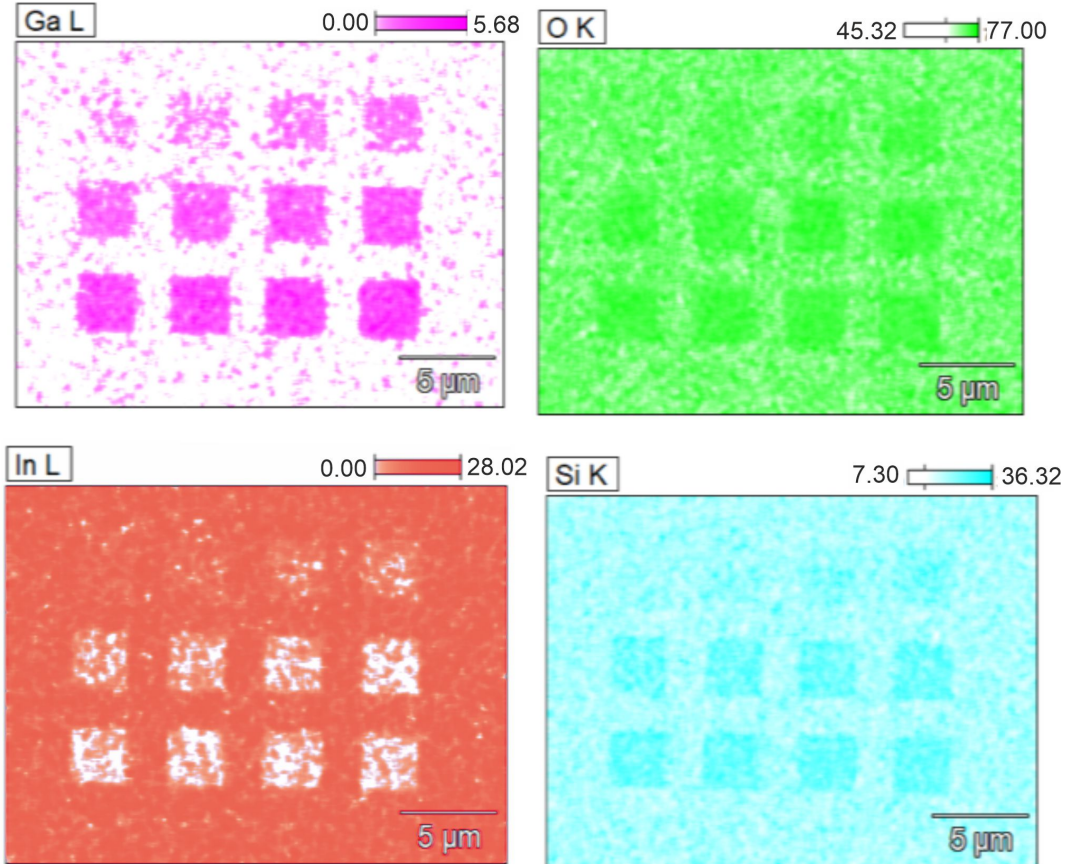 Ga L
0.00 5.68
5 µm
O K
45.32 77.00
5 µm
In L
0.00 28.02
5 µm
Si K
7.30 36.32
5 µm